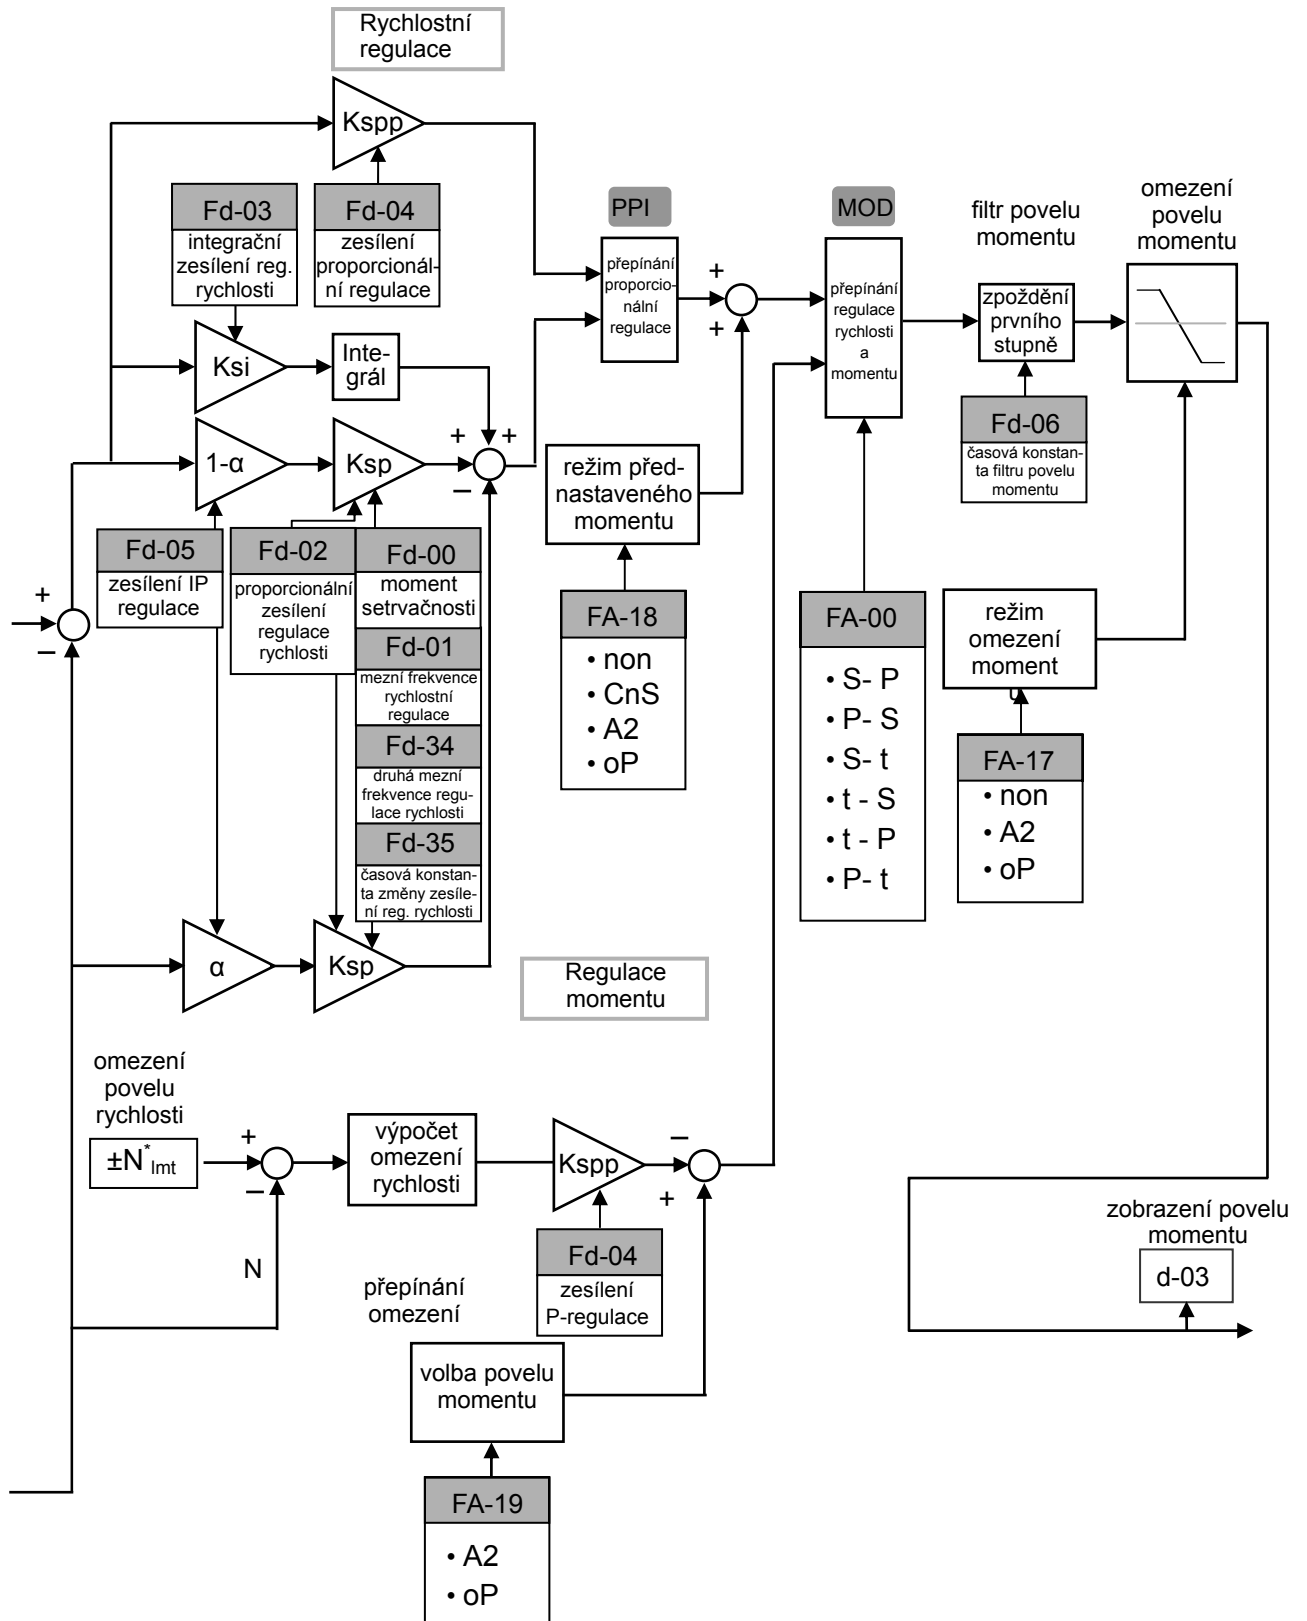 Rychlostní
regulace
Kspp
Fd-03
integrační
zesílení reg.
rychlosti
Fd-04
zesílení
proporcionál-
ní regulace
PPI
přepínání
proporcio-
nální
regulace
MOD
přepínání
regulace
rychlosti
a
momentu
filtr povelu
momentu
zpoždění
prvního
stupně
omezení
povelu
momentu
+
+
Ksi
Inte-
grál
1-α
Ksp
+
+
–
režim před-
nastaveného
momentu
Fd-06
časová konstan-
ta filtru povelu
momentu
Fd-05
zesílení IP
regulace
Fd-02
proporcionální
zesílení
regulace
rychlosti
Fd-00
moment
setrvačnosti
Fd-01
mezní frekvence
rychlostní
regulace
Fd-34
druhá mezní
frekvence regu-
lace rychlosti
Fd-35
časová konstan-
ta změny zesíle-
ní reg. rychlosti
+
–
FA-18
• non
• CnS
• A2
• oP
FA-00
• S- P
• P- S
• S- t
• t - S
• t - P
• P- t
režim
omezení
moment
u
FA-17
• non
• A2
• oP
α
Ksp
Regulace
momentu
omezení
povelu
rychlosti
±N*lmt
+
–
N
výpočet
omezení
rychlosti
Kspp
–
+
Fd-04
zesílení
P-regulace
přepínání
omezení
volba povelu
momentu
FA-19
• A2
• oP
zobrazení povelu
momentu
d-03